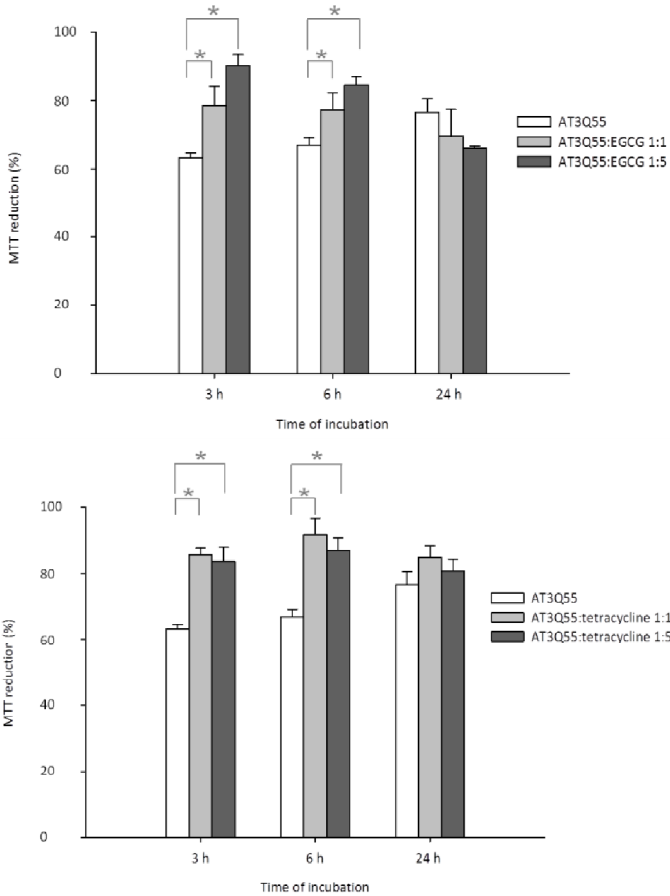 * 
*
*
*
100
80
60
40
20
0
MTT reduction (%)
3 h
6 h
24 h
Time of incubation
AT3Q55
AT3Q55:EGCG 1:1
AT3Q55:EGCG 1:5
*
*
*
*
100
80
60
40
20
0
MTT reduction (%)
3 h
6 h
24 h
Time of incubation
AT3Q55
AT3Q55:tetracycline 1:1
AT3Q55:tetracycline 1:5